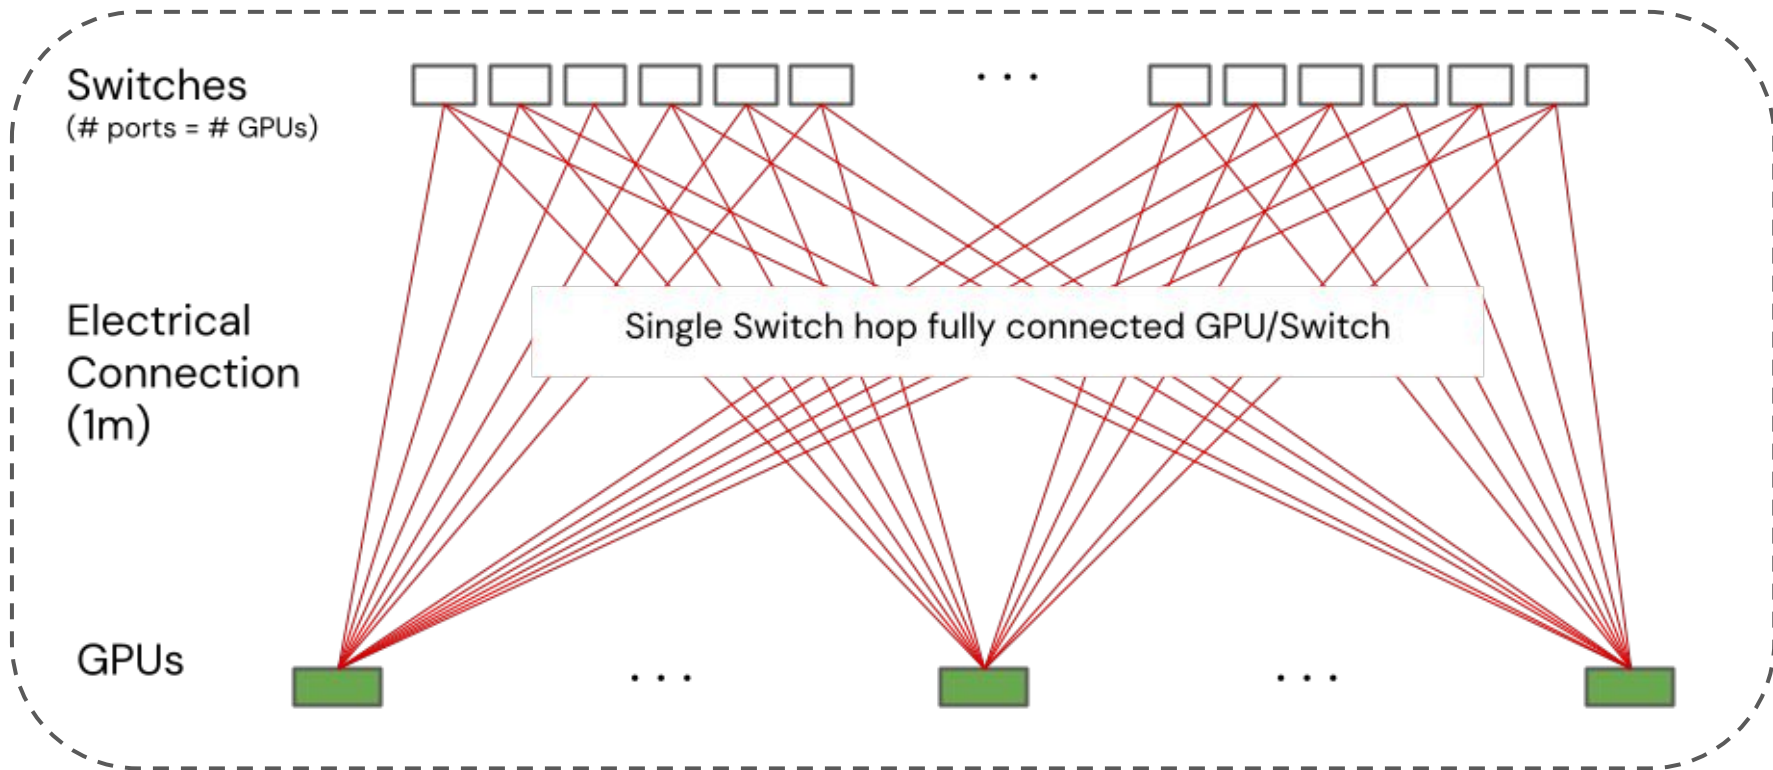 Switches
(# ports = # GPUs)
. . .
Single Switch hop fully connected GPU/Switch
Electrical
Connection
(1m)
GPUs
. . .
. . .